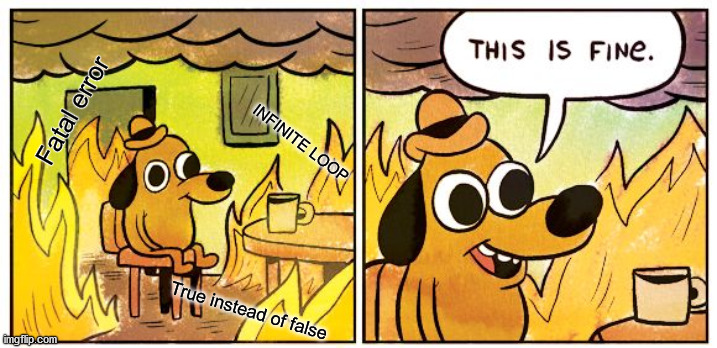 Fatal error
INFINITE LOOP
True instead of false
THIS IS FINE.
imgflip.com